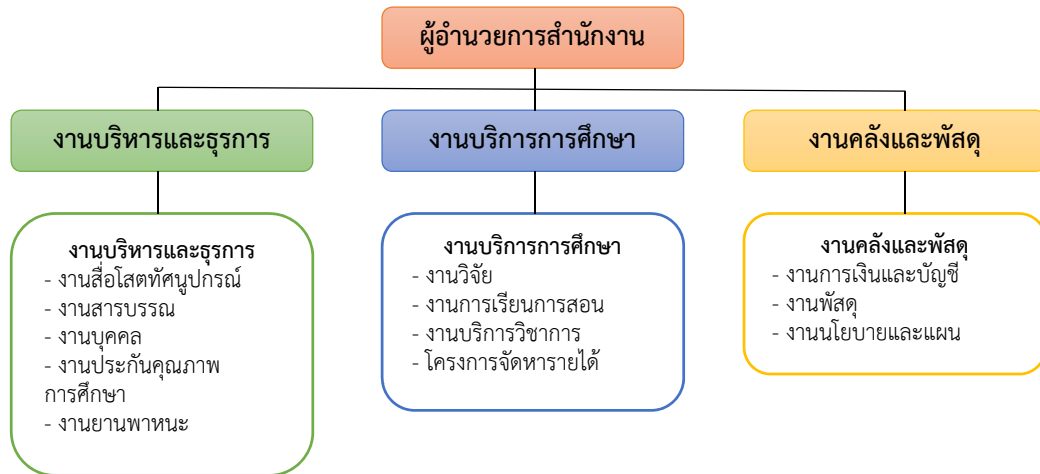 ผู้อำนวยการสำนักงาน
งานบริหารและธุรการ
งานบริการการศึกษา
งานคลังและพัสดุ
งานบริหารและธุรการ
- งานสื่อโสตทัศนูปกรณ์
- งานสารบรรณ
- งานบุคคล
- งานประกันคุณภาพ
การศึกษา
- งานยานพาหนะ
งานบริการการศึกษา
- งานวิจัย
- งานการเรียนการสอน
- งานบริการวิชาการ
- โครงการจัดหารายได้
งานคลังและพัสดุ
- งานการเงินและบัญชี
- งานพัสดุ
- งานนโยบายและแผน